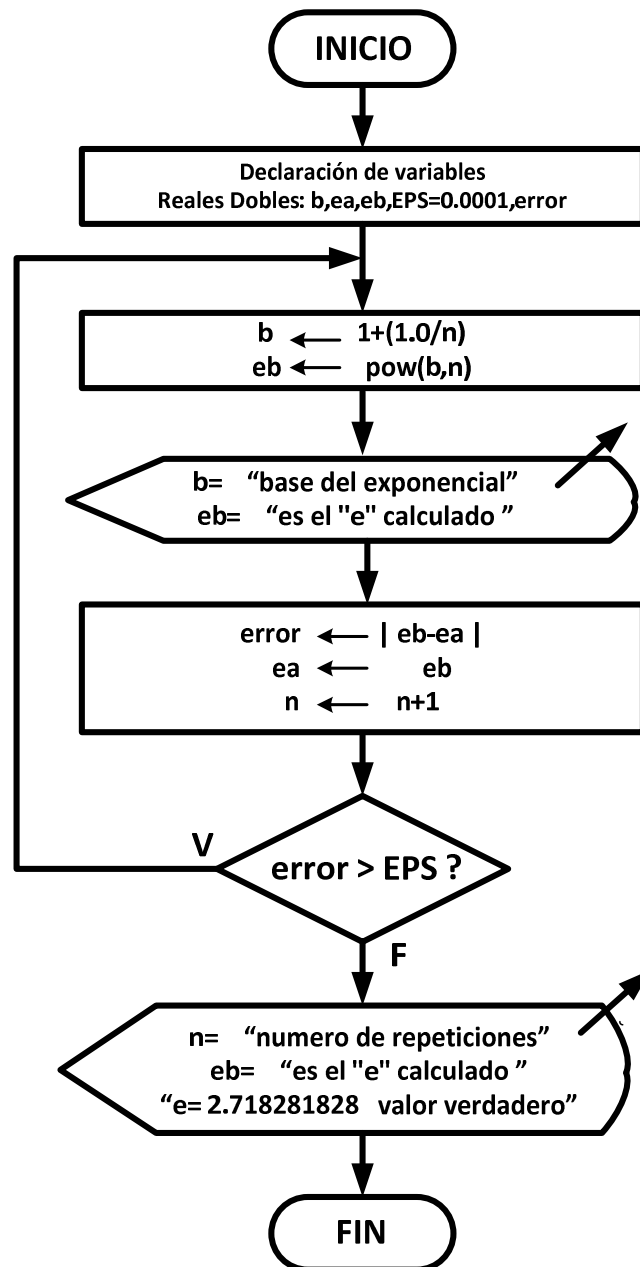 INICIO
Declaración de variables
Reales Dobles: b,ea,eb,EPS=0.0001,error
b ← 1+(1.0/n)
eb ← pow(b,n)
b= “base del exponencial”
eb= “es el "e" calculado ”
error ← | eb-ea |
ea ← eb
n ← n+1
V
error > EPS ?
F
n= “numero de repeticiones”
eb= “es el "e" calculado ”
“e= 2.718281828 valor verdadero”
FIN